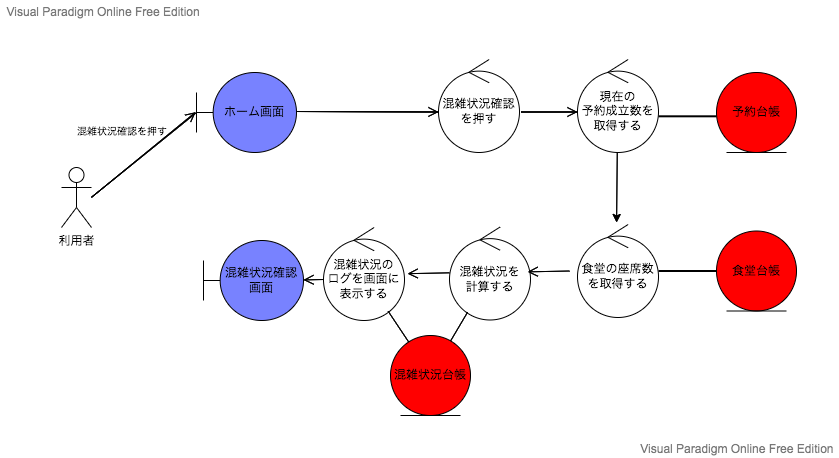 Visual Paradigm Online Free Edition
ホーム画面
混雑状況確認
を押す
現在の
予約成立数を
取得する
予約台帳
混雑状況確認を押す
利用者
混雑状況確認
画面
混雑状況の
ログを画面に
表示する
混雑状況を
計算する
食堂の座席数
を取得する
食堂台帳
混雑状況台帳
Visual Paradigm Online Free Edition